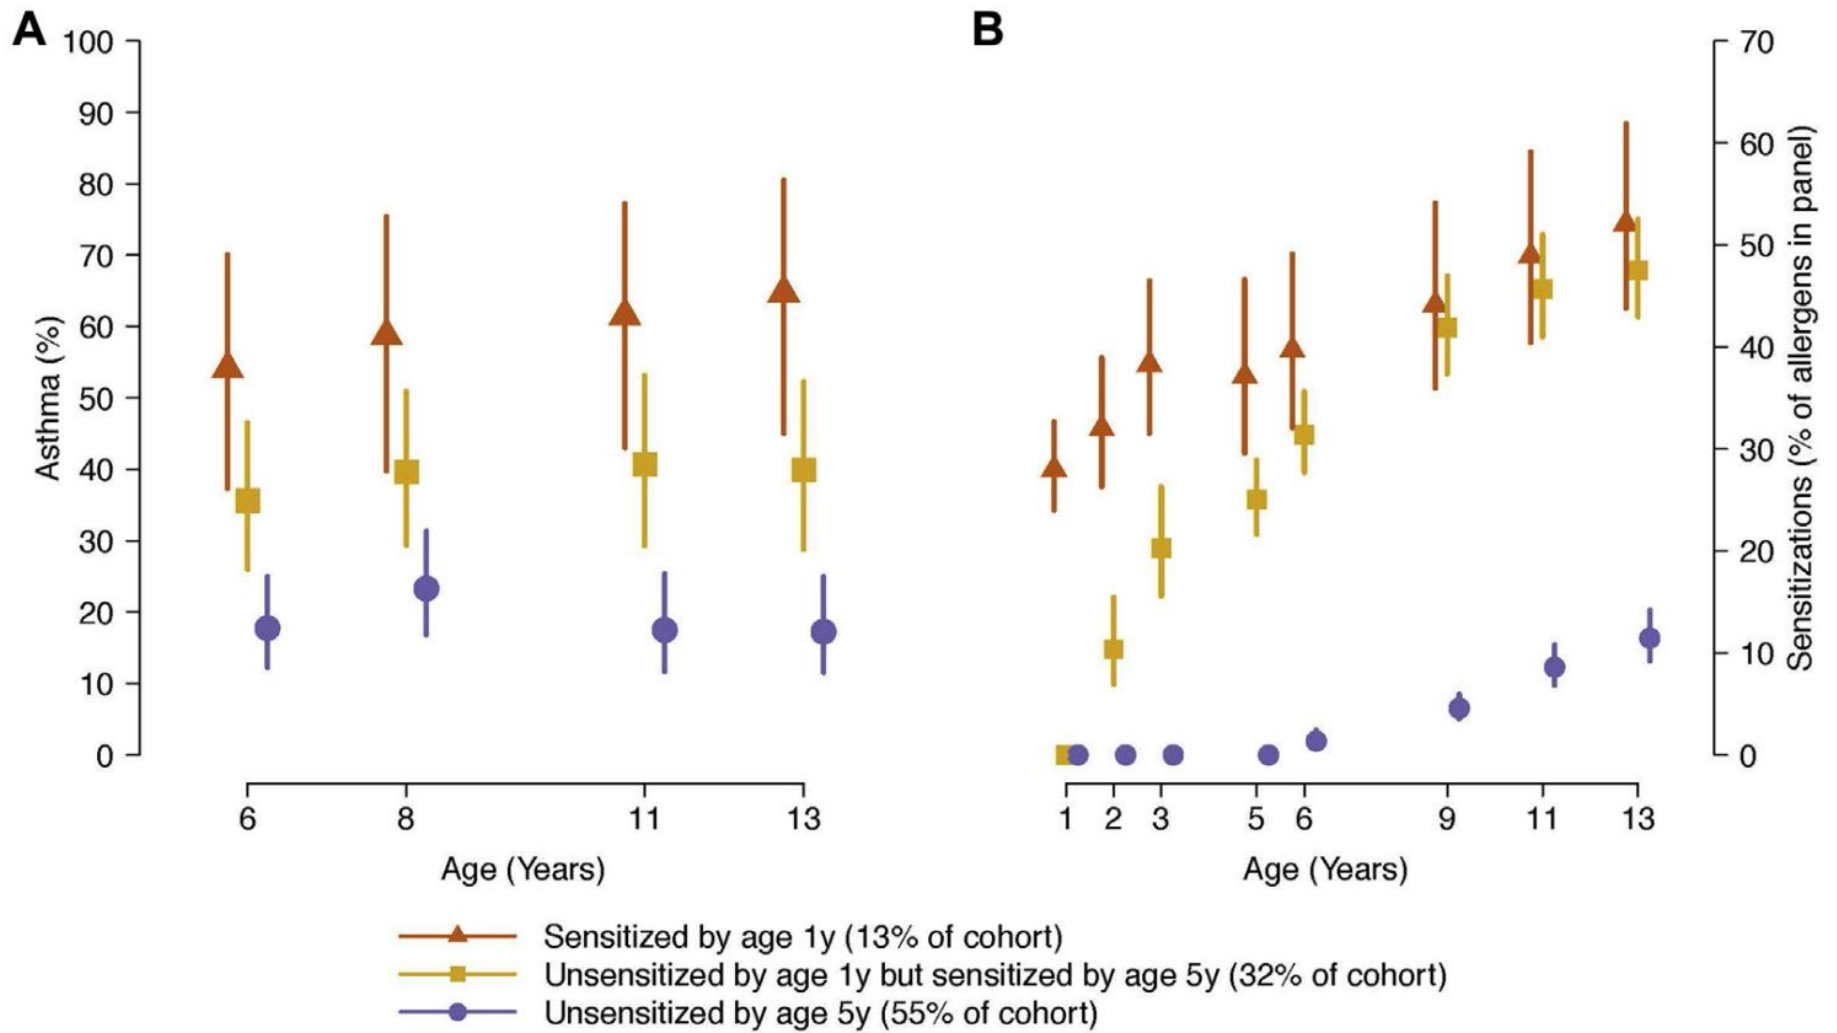 A
B
100
90
80
70
60
50
40
30
20
10
0
Asthma (%)
6 8 11 13
Age (Years)
70
60
50
40
30
20
10
0
Sensitizations (% of allergens in panel)
1 2 3 5 6 9 11 13
Age (Years)
Sensitized by age 1y (13% of cohort)
Unsensitized by age 1y but sensitized by age 5y (32% of cohort)
Unsensitized by age 5y (55% of cohort)